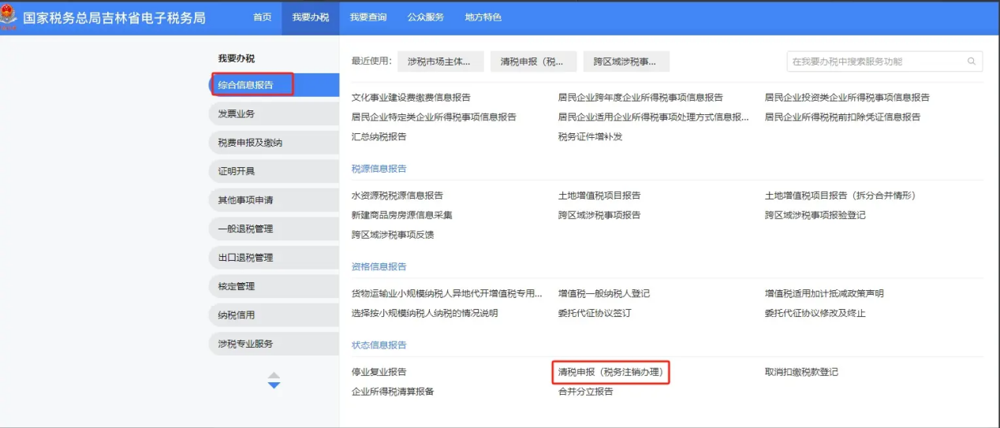 国家税务总局吉林省电子税务局 首页 我要办税 我要查询 公众服务 地方特色
我要办税
综合信息报告
发票业务
税费申报及缴纳
证明开具
其他事项申请
一般退税管理
出口退税管理
核定管理
纳税信用
涉税专业服务
最近使用： 涉税市场主体... 清税申报（税... 跨区域涉税事... 在我要办税中搜索服务功能
文化事业建设费缴费信息报告 居民企业跨年度企业所得税事项信息报告 居民企业投资类企业所得税事项信息报告
居民企业特定类企业所得税事项信息报告 居民企业适用企业所得税事项处理方式信息报... 居民企业所得税税前扣除凭证信息报告
汇总纳税报告 税务证件增补发
税源信息报告
水资源税税源信息报告 土地增值税项目报告 土地增值税项目报告（拆分合并情形）
新建商品房房源信息采集 跨区域涉税事项报告 跨区域涉税事项报验登记
跨区域涉税事项反馈
资格信息报告
货物运输业小规模纳税人异地代开增值税专用... 增值税一般纳税人登记 增值税适用加计抵减政策声明
选择按小规模纳税人纳税的情况说明 委托代征协议签订 委托代征协议修改及终止
状态信息报告
停业复业报告 清税申报（税务注销办理） 取消扣缴税款登记
企业所得税清算报备 合并分立报告